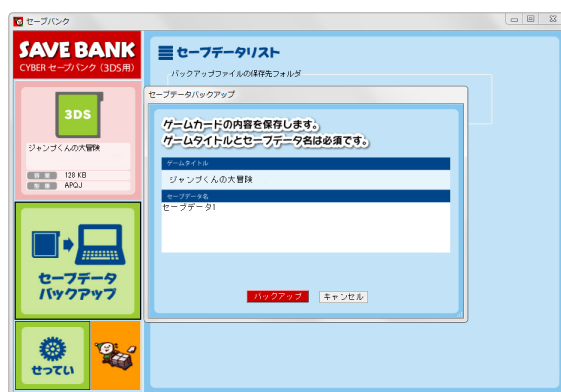 セーブバンク
SAVE BANK
CYBER セーブバンク (3DS用)
セーブデータリスト
バックアップファイルの保存先フォルダ
3DS
ジャンゴくんの大冒険
容量 128 KB
型番 APQJ
セーブデータバックアップ
ゲームカードの内容を保存します。
ゲームタイトルとセーブデータ名は必須です。
ゲームタイトル
ジャンゴくんの大冒険
セーブデータ名
セーブデータ1
バックアップ キャンセル
セーブデータ
バックアップ
せってい